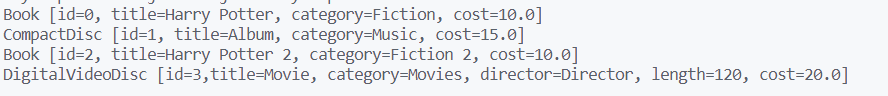 Book [id=0, title=Harry Potter, category=Fiction, cost=10.0]
CompactDisc [id=1, title=Album, category=Music, cost=15.0]
Book [id=2, title=Harry Potter 2, category=Fiction 2, cost=10.0]
DigitalVideoDisc [id=3,title=Movie, category=Movies, director=Director, length=120, cost=20.0]